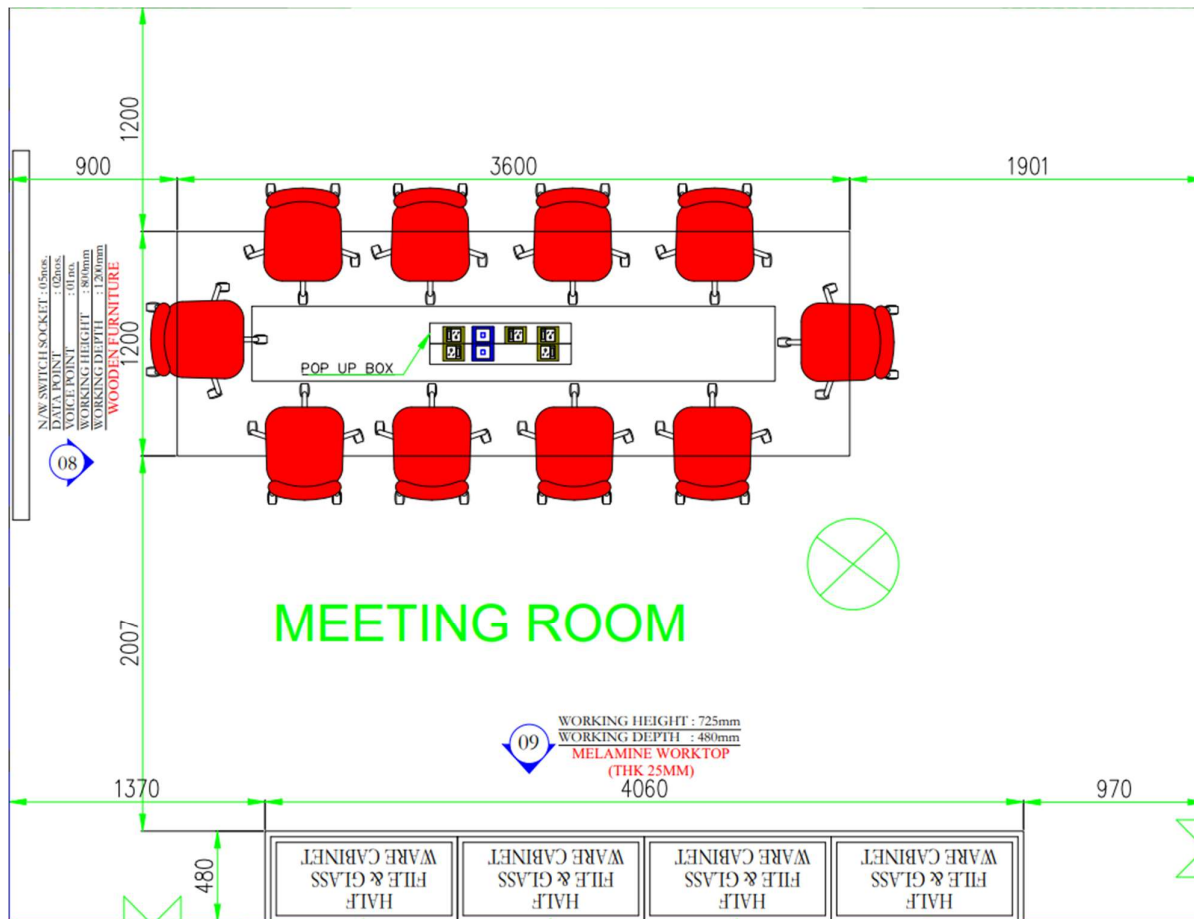 1200
900
3600
1901
N/W SWITCH SOCKET : 05nos.
DATA POINT : 02nos.
VOICE POINT : 01no.
WORKING HEIGHT : 800mm
WORKING DEPTH : 1200mm
WOODEN FURNITURE
1200
POP UP BOX
08
MEETING ROOM
2007
09
WORKING HEIGHT : 725mm
WORKING DEPTH : 480mm
MELAMINE WORKTOP
(THK 25MM)
1370
4060
970
480
HALF
FILE & GLASS
WARE CABINET
HALF
FILE & GLASS
WARE CABINET
HALF
FILE & GLASS
WARE CABINET
HALF
FILE & GLASS
WARE CABINET